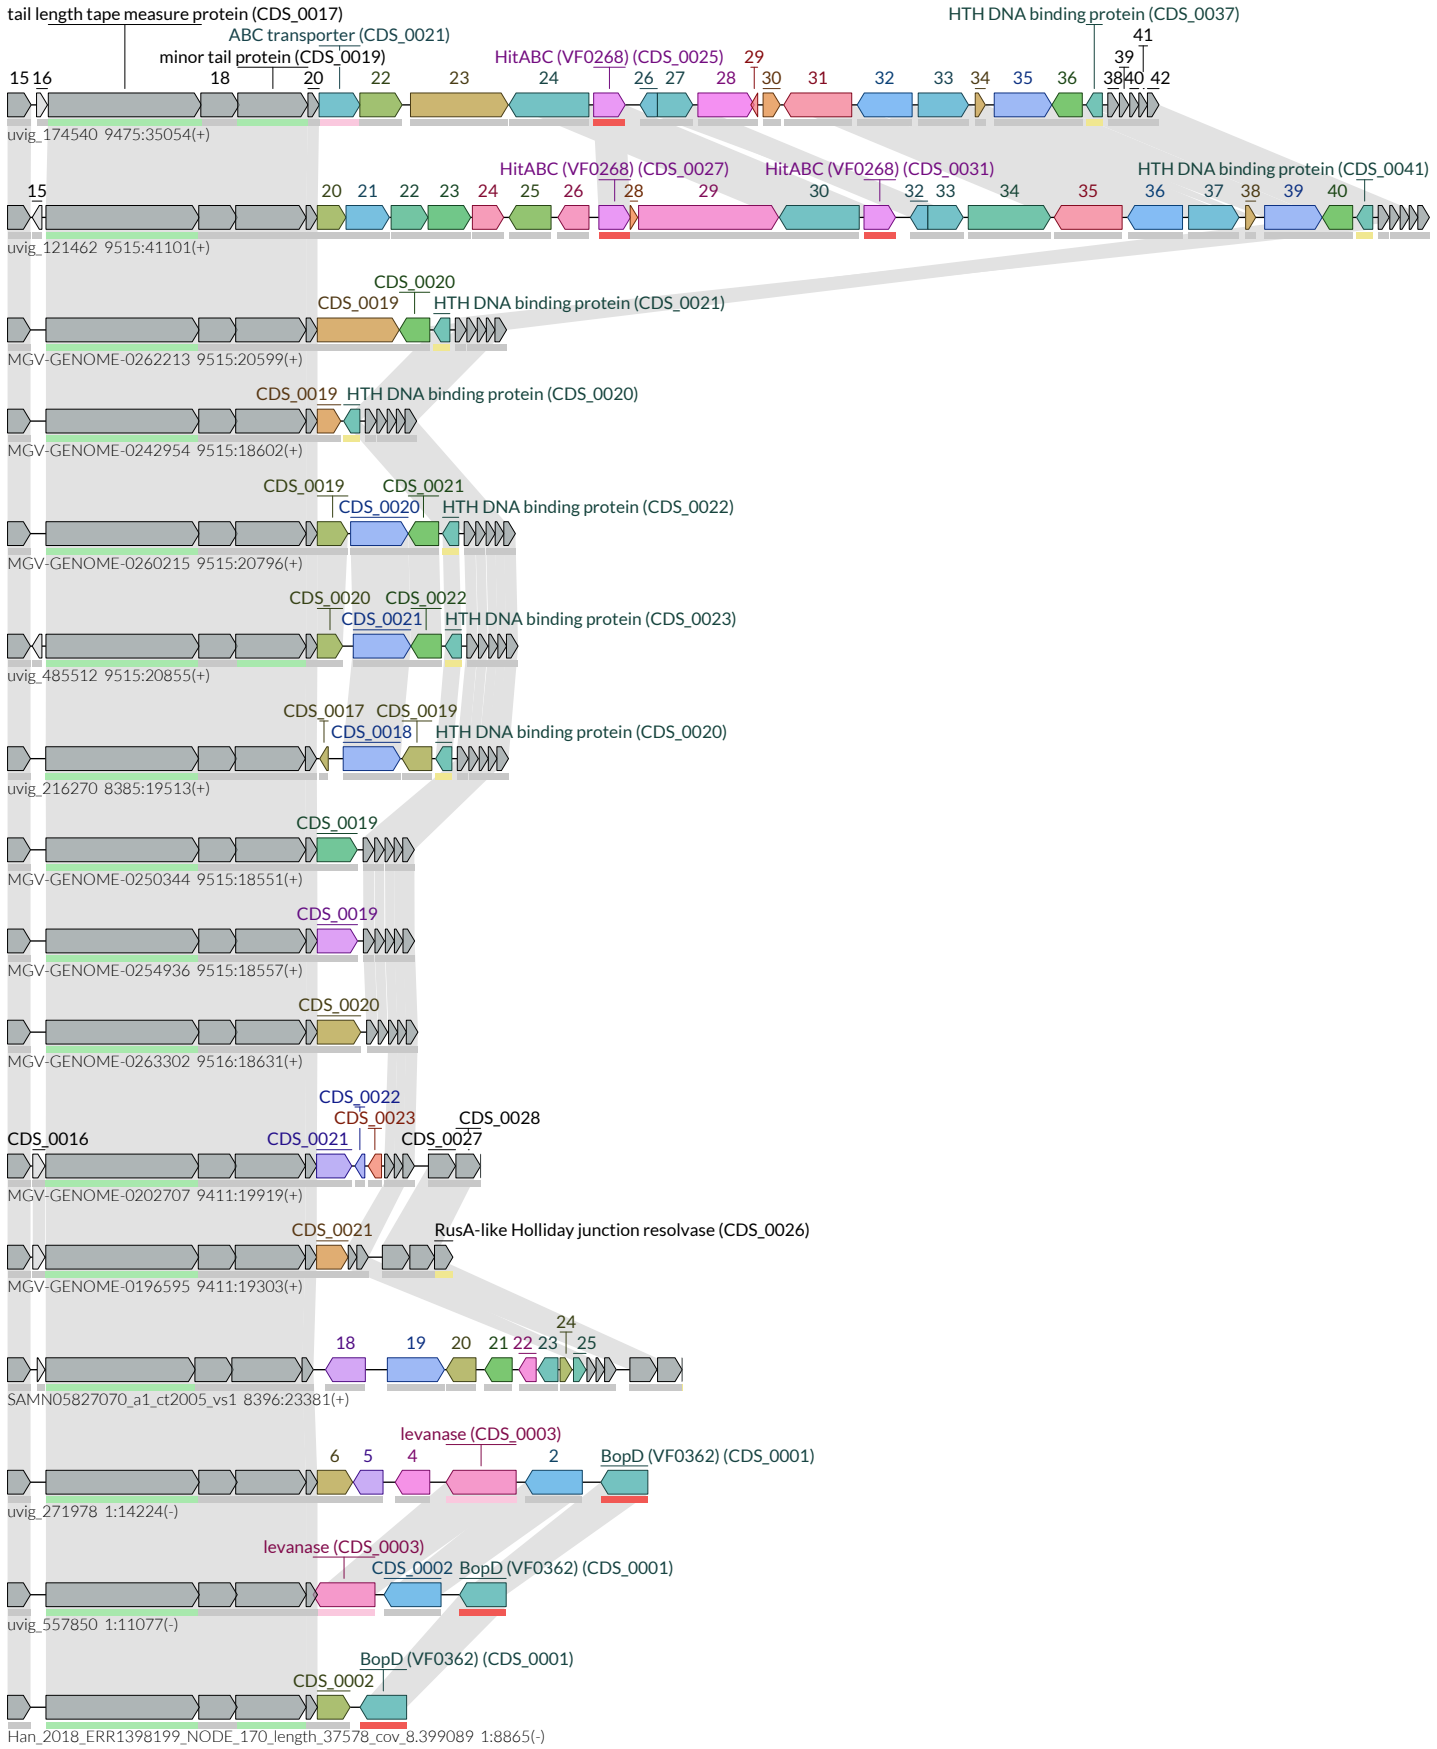 tail length tape measure protein (CDS_0017) HTH DNA binding protein (CDS_0037)
ABC transporter (CDS_0021) 41
minor tail protein (CDS_0019) HitABC (VF0268) (CDS_0025) 29 39
15 16 18 20 22 23 24 26 27 28 30 31 32 33 34 35 36 38 40 42
uvig_174540 9475:35054(+)
HitABC (VF0268) (CDS_0027) HitABC (VF0268) (CDS_0031) HTH DNA binding protein (CDS_0041)
15 20 21 22 23 24 25 26 28 29 30 32 33 34 35 36 37 38 39 40
uvig_121462 9515:41101(+)
CDS_0020
CDS_0019 HTH DNA binding protein (CDS_0021)
MGV-GENOME-0262213 9515:20599(+)
CDS_0019 HTH DNA binding protein (CDS_0020)
MGV-GENOME-0242954 9515:18602(+)
CDS_0019 CDS_0021
CDS_0020 HTH DNA binding protein (CDS_0022)
MGV-GENOME-0260215 9515:20796(+)
CDS_0020 CDS_0022
CDS_0021 HTH DNA binding protein (CDS_0023)
uvig_485512 9515:20855(+)
CDS_0017 CDS_0019
CDS_0018 HTH DNA binding protein (CDS_0020)
uvig_216270 8385:19513(+)
CDS_0019
MGV-GENOME-0250344 9515:18551(+)
CDS_0019
MGV-GENOME-0254936 9515:18557(+)
CDS_0020
MGV-GENOME-0263302 9516:18631(+)
CDS_0022
CDS_0023 CDS_0028
CDS_0016 CDS_0021 CDS_0027
MGV-GENOME-0202707 9411:19919(+)
CDS_0021 RusA-like Holliday junction resolvase (CDS_0026)
MGV-GENOME-0196595 9411:19303(+)
24
18 19 20 21 22 23 25
SAMN05827070_a1_ct2005_vs1 8396:23381(+)
levanase (CDS_0003)
6 5 4 2 BopD (VF0362) (CDS_0001)
uvig_271978 1:14224(-)
levanase (CDS_0003)
CDS_0002 BopD (VF0362) (CDS_0001)
uvig_557850 1:11077(-)
BopD (VF0362) (CDS_0001)
CDS_0002
Han_2018_ERR1398199_NODE_170_length_37578_cov_8.399089 1:8865(-)